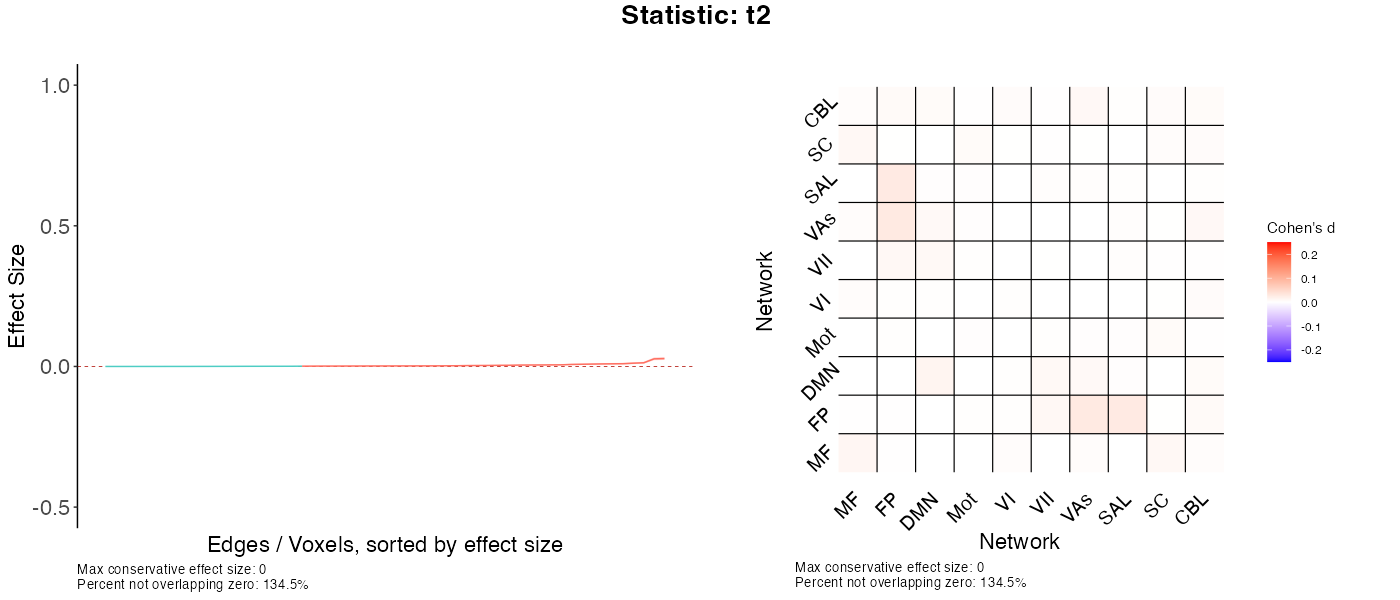 Statistic: t2
1.0
0.5
0.0
-0.5
Effect Size
Edges / Voxels, sorted by effect size
Max conservative effect size: 0
Percent not overlapping zero: 134.5%
CBL
SC
SAL
VAs
VII
VI
Mot
DMN
FP
MF
Network
MF FP DMN Mot VI VII VAs SAL SC CBL
Network
Max conservative effect size: 0
Percent not overlapping zero: 134.5%
Cohen's d
0.2
0.1
0.0
-0.1
-0.2